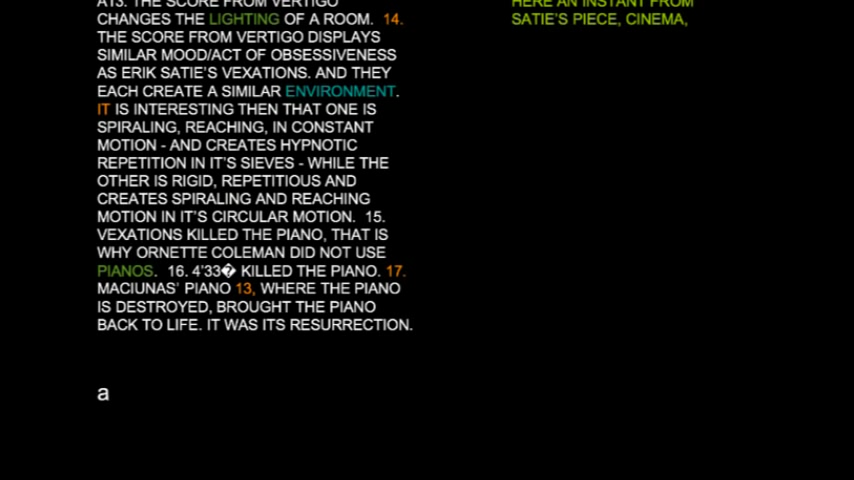 A13. THE SCORE FROM VERTIGO
CHANGES THE LIGHTING OF A ROOM. 14.
THE SCORE FROM VERTIGO DISPLAYS
SIMILAR MOOD/ACT OF OBSESSIVENESS
AS ERIK SATIE'S VEXATIONS. AND THEY
EACH CREATE A SIMILAR ENVIRONMENT.
IT IS INTERESTING THEN THAT ONE IS
SPIRALING, REACHING, IN CONSTANT
MOTION - AND CREATES HYPNOTIC
REPETITION IN IT'S SIEVES - WHILE THE
OTHER IS RIGID, REPETITIOUS AND
CREATES SPIRALING AND REACHING
MOTION IN IT'S CIRCULAR MOTION. 15.
VEXATIONS KILLED THE PIANO, THAT IS
WHY ORNETTE COLEMAN DID NOT USE
PIANOS. 16. 4'33� KILLED THE PIANO. 17.
MACIUNAS' PIANO 13, WHERE THE PIANO
IS DESTROYED, BROUGHT THE PIANO
BACK TO LIFE. IT WAS ITS RESURRECTION.
a
HERE AN INSTANT FROM
SATIE'S PIECE, CINEMA,